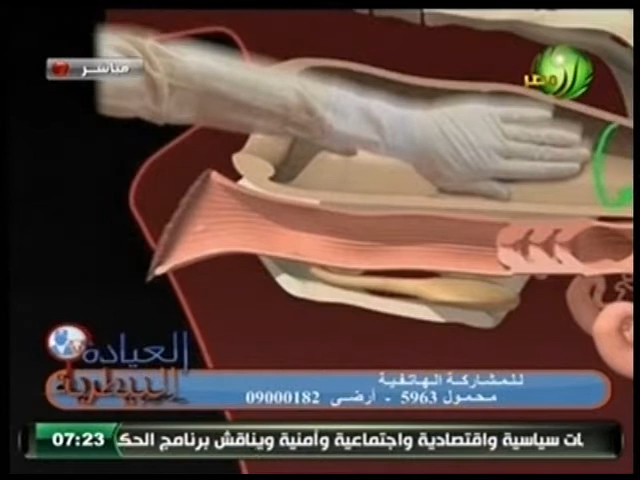 مباشر
مصر
العيادة
البيطرية
للمشاركة الهاتفية
محمول 5963 - أرضى 09000182
ات سياسية واقتصادية واجتماعية وأمنية ويناقش برنامج الحك
07:23